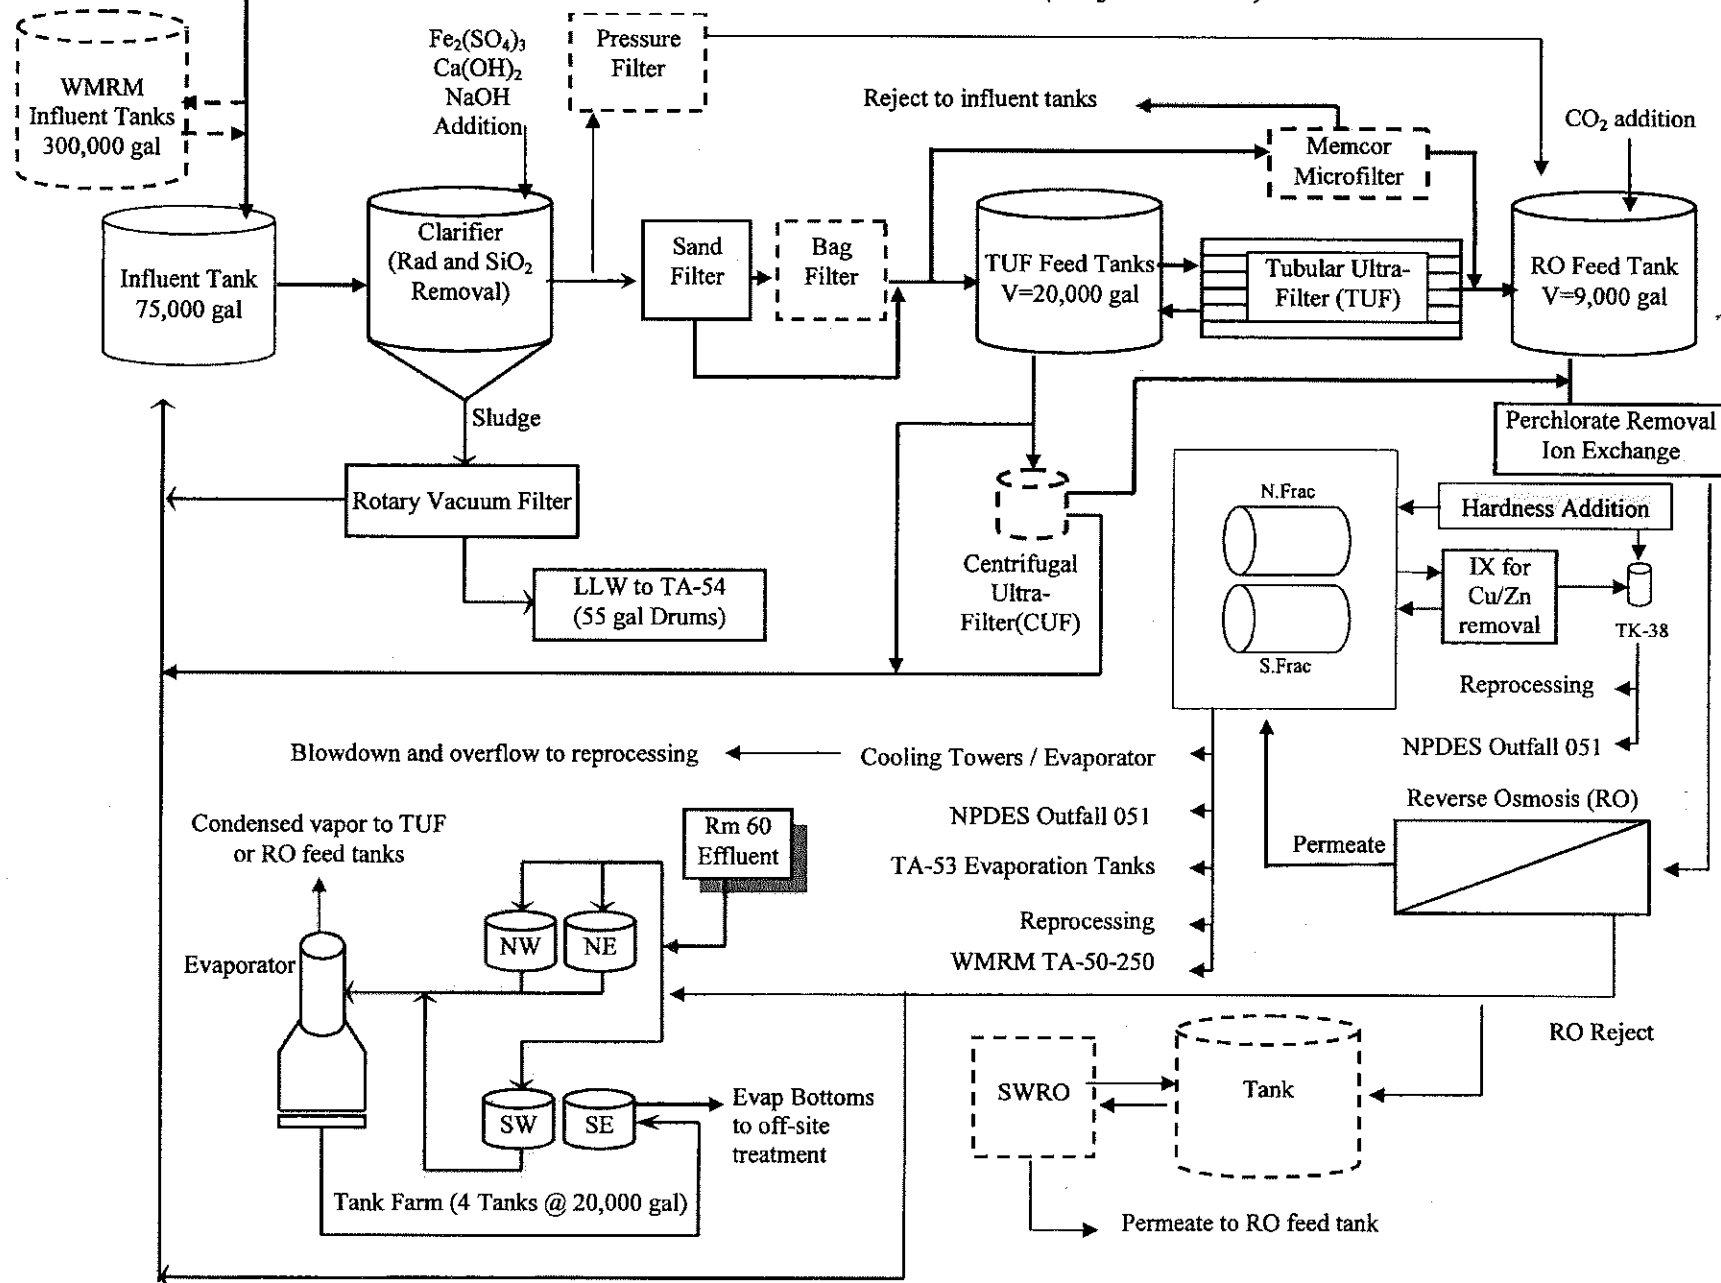 WMRM
Influent Tanks
300,000 gal
Fe₂(SO₄)₃
Ca(OH)₂
NaOH
Addition
Pressure
Filter
Reject to influent tanks
Memcor
Microfilter
CO₂ addition
Influent Tank
75,000 gal
Clarifier
(Rad and SiO₂
Removal)
Sand
Filter
Bag
Filter
TUF Feed Tanks
V=20,000 gal
Tubular Ultra-
Filter (TUF)
RO Feed Tank
V=9,000 gal
Sludge
Rotary Vacuum Filter
LLW to TA-54
(55 gal Drums)
Centrifugal
Ultra-
Filter(CUF)
Perchlorate Removal
Ion Exchange
N.Frac
S.Frac
Hardness Addition
IX for
Cu/Zn
removal
TK-38
Reprocessing
NPDES Outfall 051
Blowdown and overflow to reprocessing
Cooling Towers / Evaporator
NPDES Outfall 051
TA-53 Evaporation Tanks
Reprocessing
WMRM TA-50-250
Reverse Osmosis (RO)
Permeate
Condensed vapor to TUF
or RO feed tanks
Rm 60
Effluent
NW
NE
Evaporator
SW
SE
Evap Bottoms
to off-site
treatment
Tank Farm (4 Tanks @ 20,000 gal)
RO Reject
SWRO
Tank
Permeate to RO feed tank